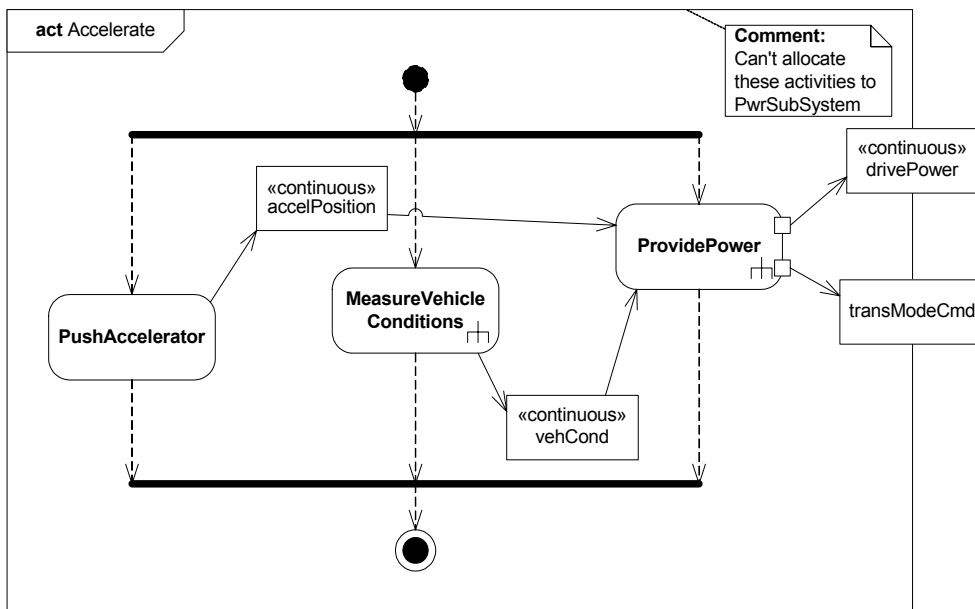 act Accelerate
Comment:
Can't allocate
these activities to
PwrSubSystem
«continuous»
drivePower
«continuous»
accelPosition
ProvidePower
MeasureVehicle
Conditions
transModeCmd
PushAccelerator
«continuous»
vehCond